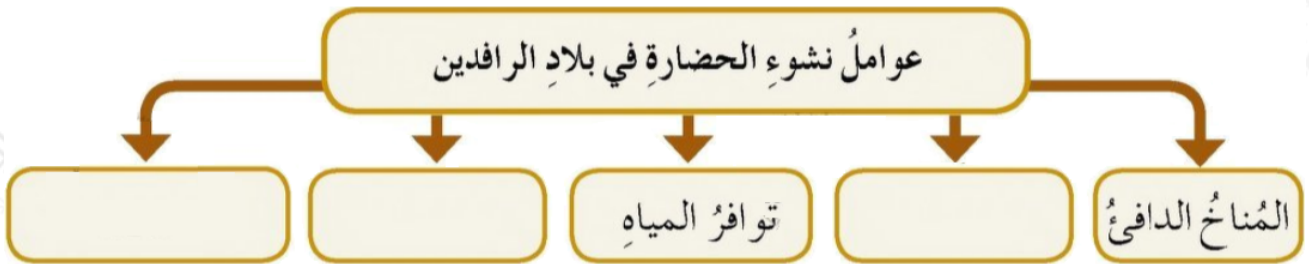 عواملُ نشوءِ الحضارةِ في بلادِ الرافدين
المُناخُ الدافئُ
توافرُ المياهِ